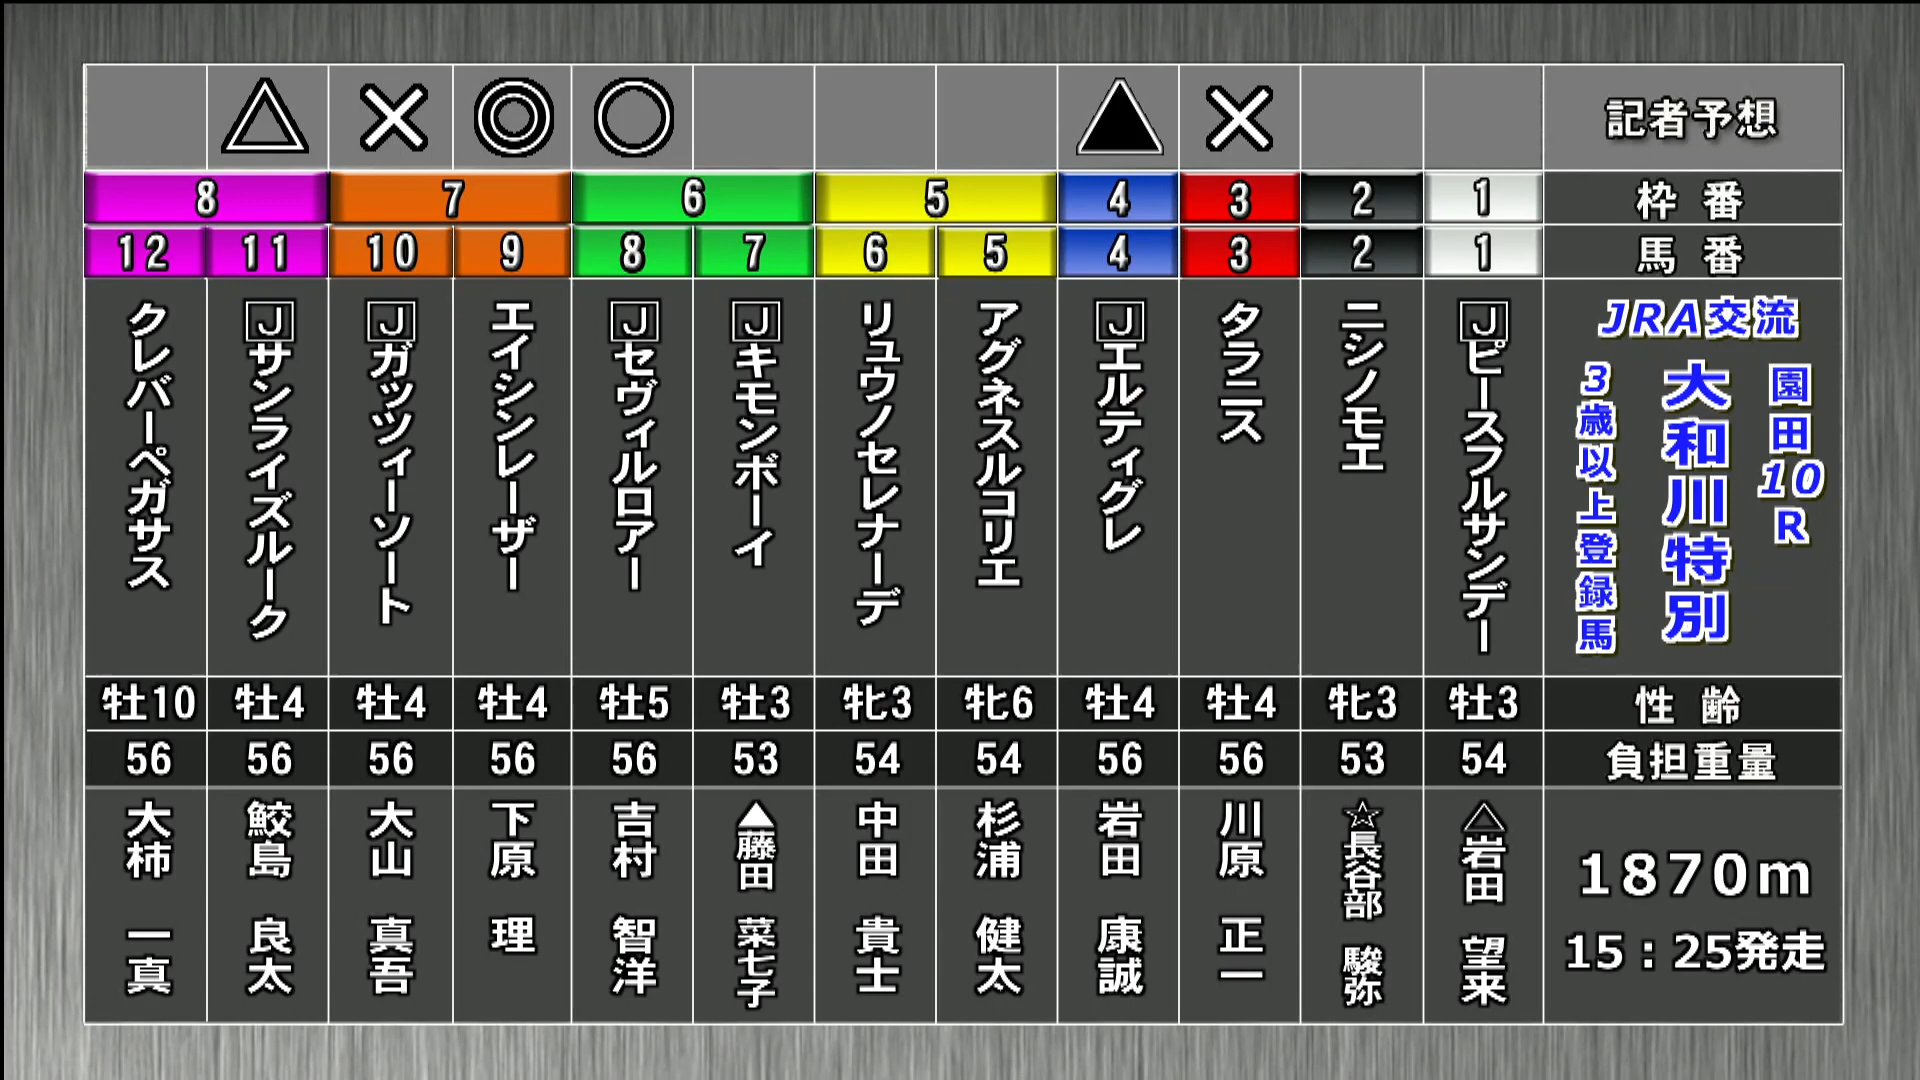 記者予想
× ▲ ○ ◎ × △
枠番 1 2 3 4 5 6 7 8
馬番 1 2 3 4 5 6 7 8 9 10 11 12
JRA交流
園田10R
大和川特別
3歳以上登録馬
Jピースフルサンデー
ニシノモエ
タラニス
Jエルティグレ
アグネスルコリエ
リュウノセレナーデ
Jキモンボーイ
Jセヴィルロアー
エイシンレーザー
Jガッツィーソート
Jサンライズルーク
クレバーペガサス
性齢 牡3 牝3 牡4 牡4 牝6 牝3 牡3 牡5 牡4 牡4 牡4 牡10
負担重量 54 53 56 56 54 54 53 56 56 56 56 56
1870m
15:25発走
△岩田 望来
☆長谷部 駿弥
川原 正一
岩田 康誠
杉浦 健太
中田 貴士
▲藤田 菜七子
吉村 智洋
下原 理
大山 真吾
鮫島 良太
大柿 一真